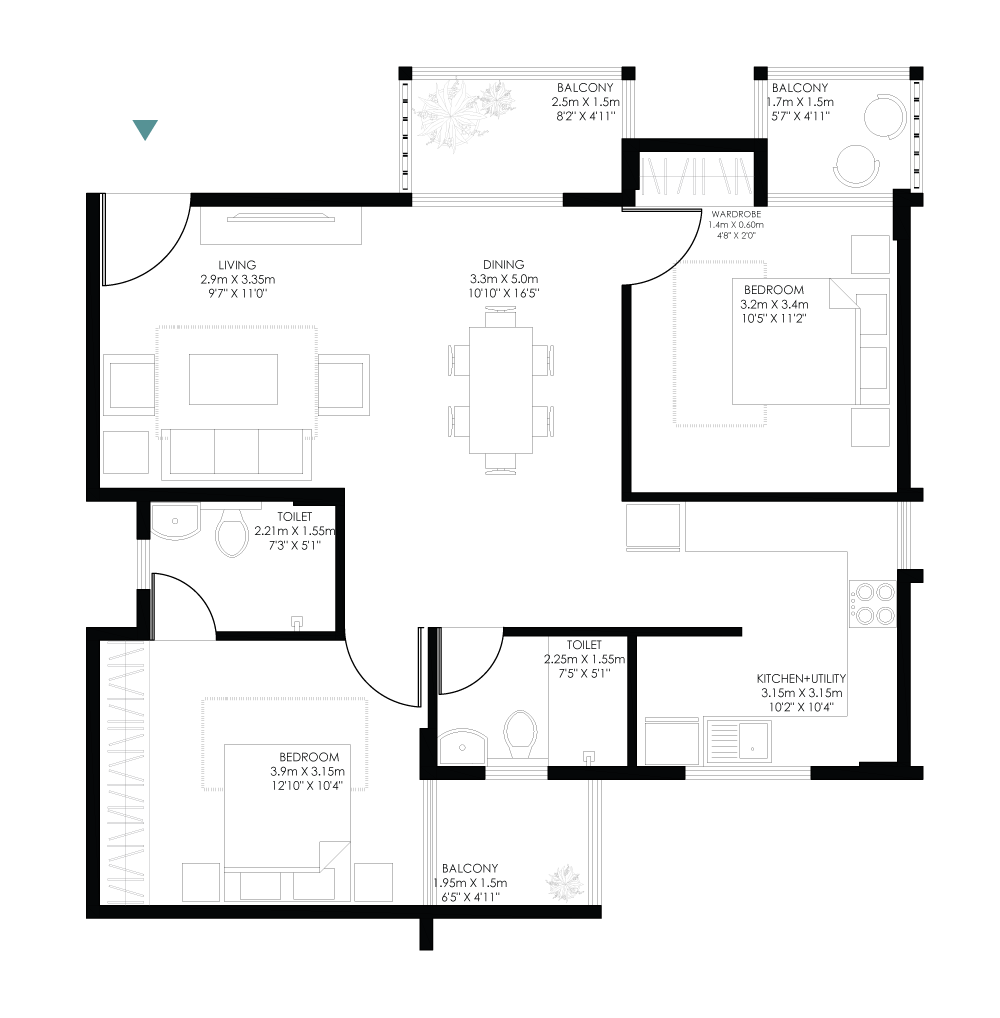 BALCONY
2.5m X 1.5m
8'2" X 4'11"
BALCONY
1.7m X 1.5m
5'7" X 4'11"
WARDROBE
1.4m X 0.60m
4'8" X 2'0"
LIVING
2.9m X 3.35m
9'7" X 11'0"
DINING
3.3m X 5.0m
10'10" X 16'5"
BEDROOM
3.2m X 3.4m
10'5" X 11'2"
TOILET
2.21m X 1.55m
7'3" X 5'1"
TOILET
2.25m X 1.55m
7'5" X 5'1"
KITCHEN+UTILITY
3.15m X 3.15m
10'2" X 10'4"
BEDROOM
3.9m X 3.15m
12'10" X 10'4"
BALCONY
1.95m X 1.5m
6'5" X 4'11"